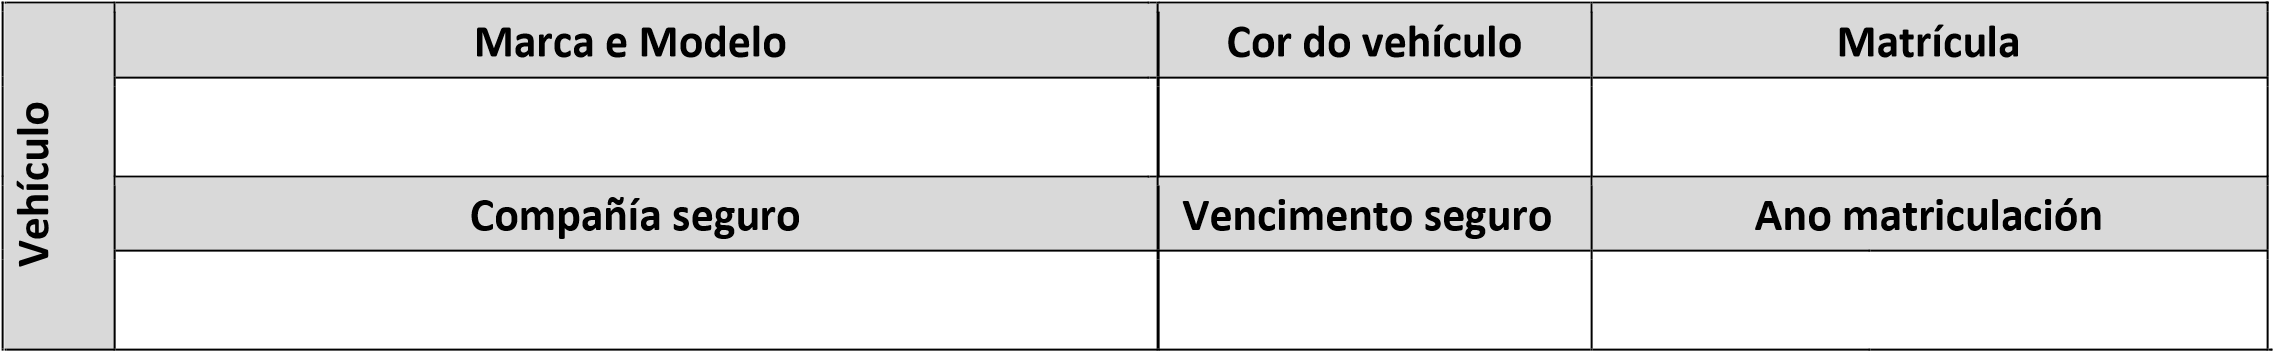 Vehículo
Marca e Modelo
Cor do vehículo
Matrícula
Compañía seguro
Vencimento seguro
Ano matriculación